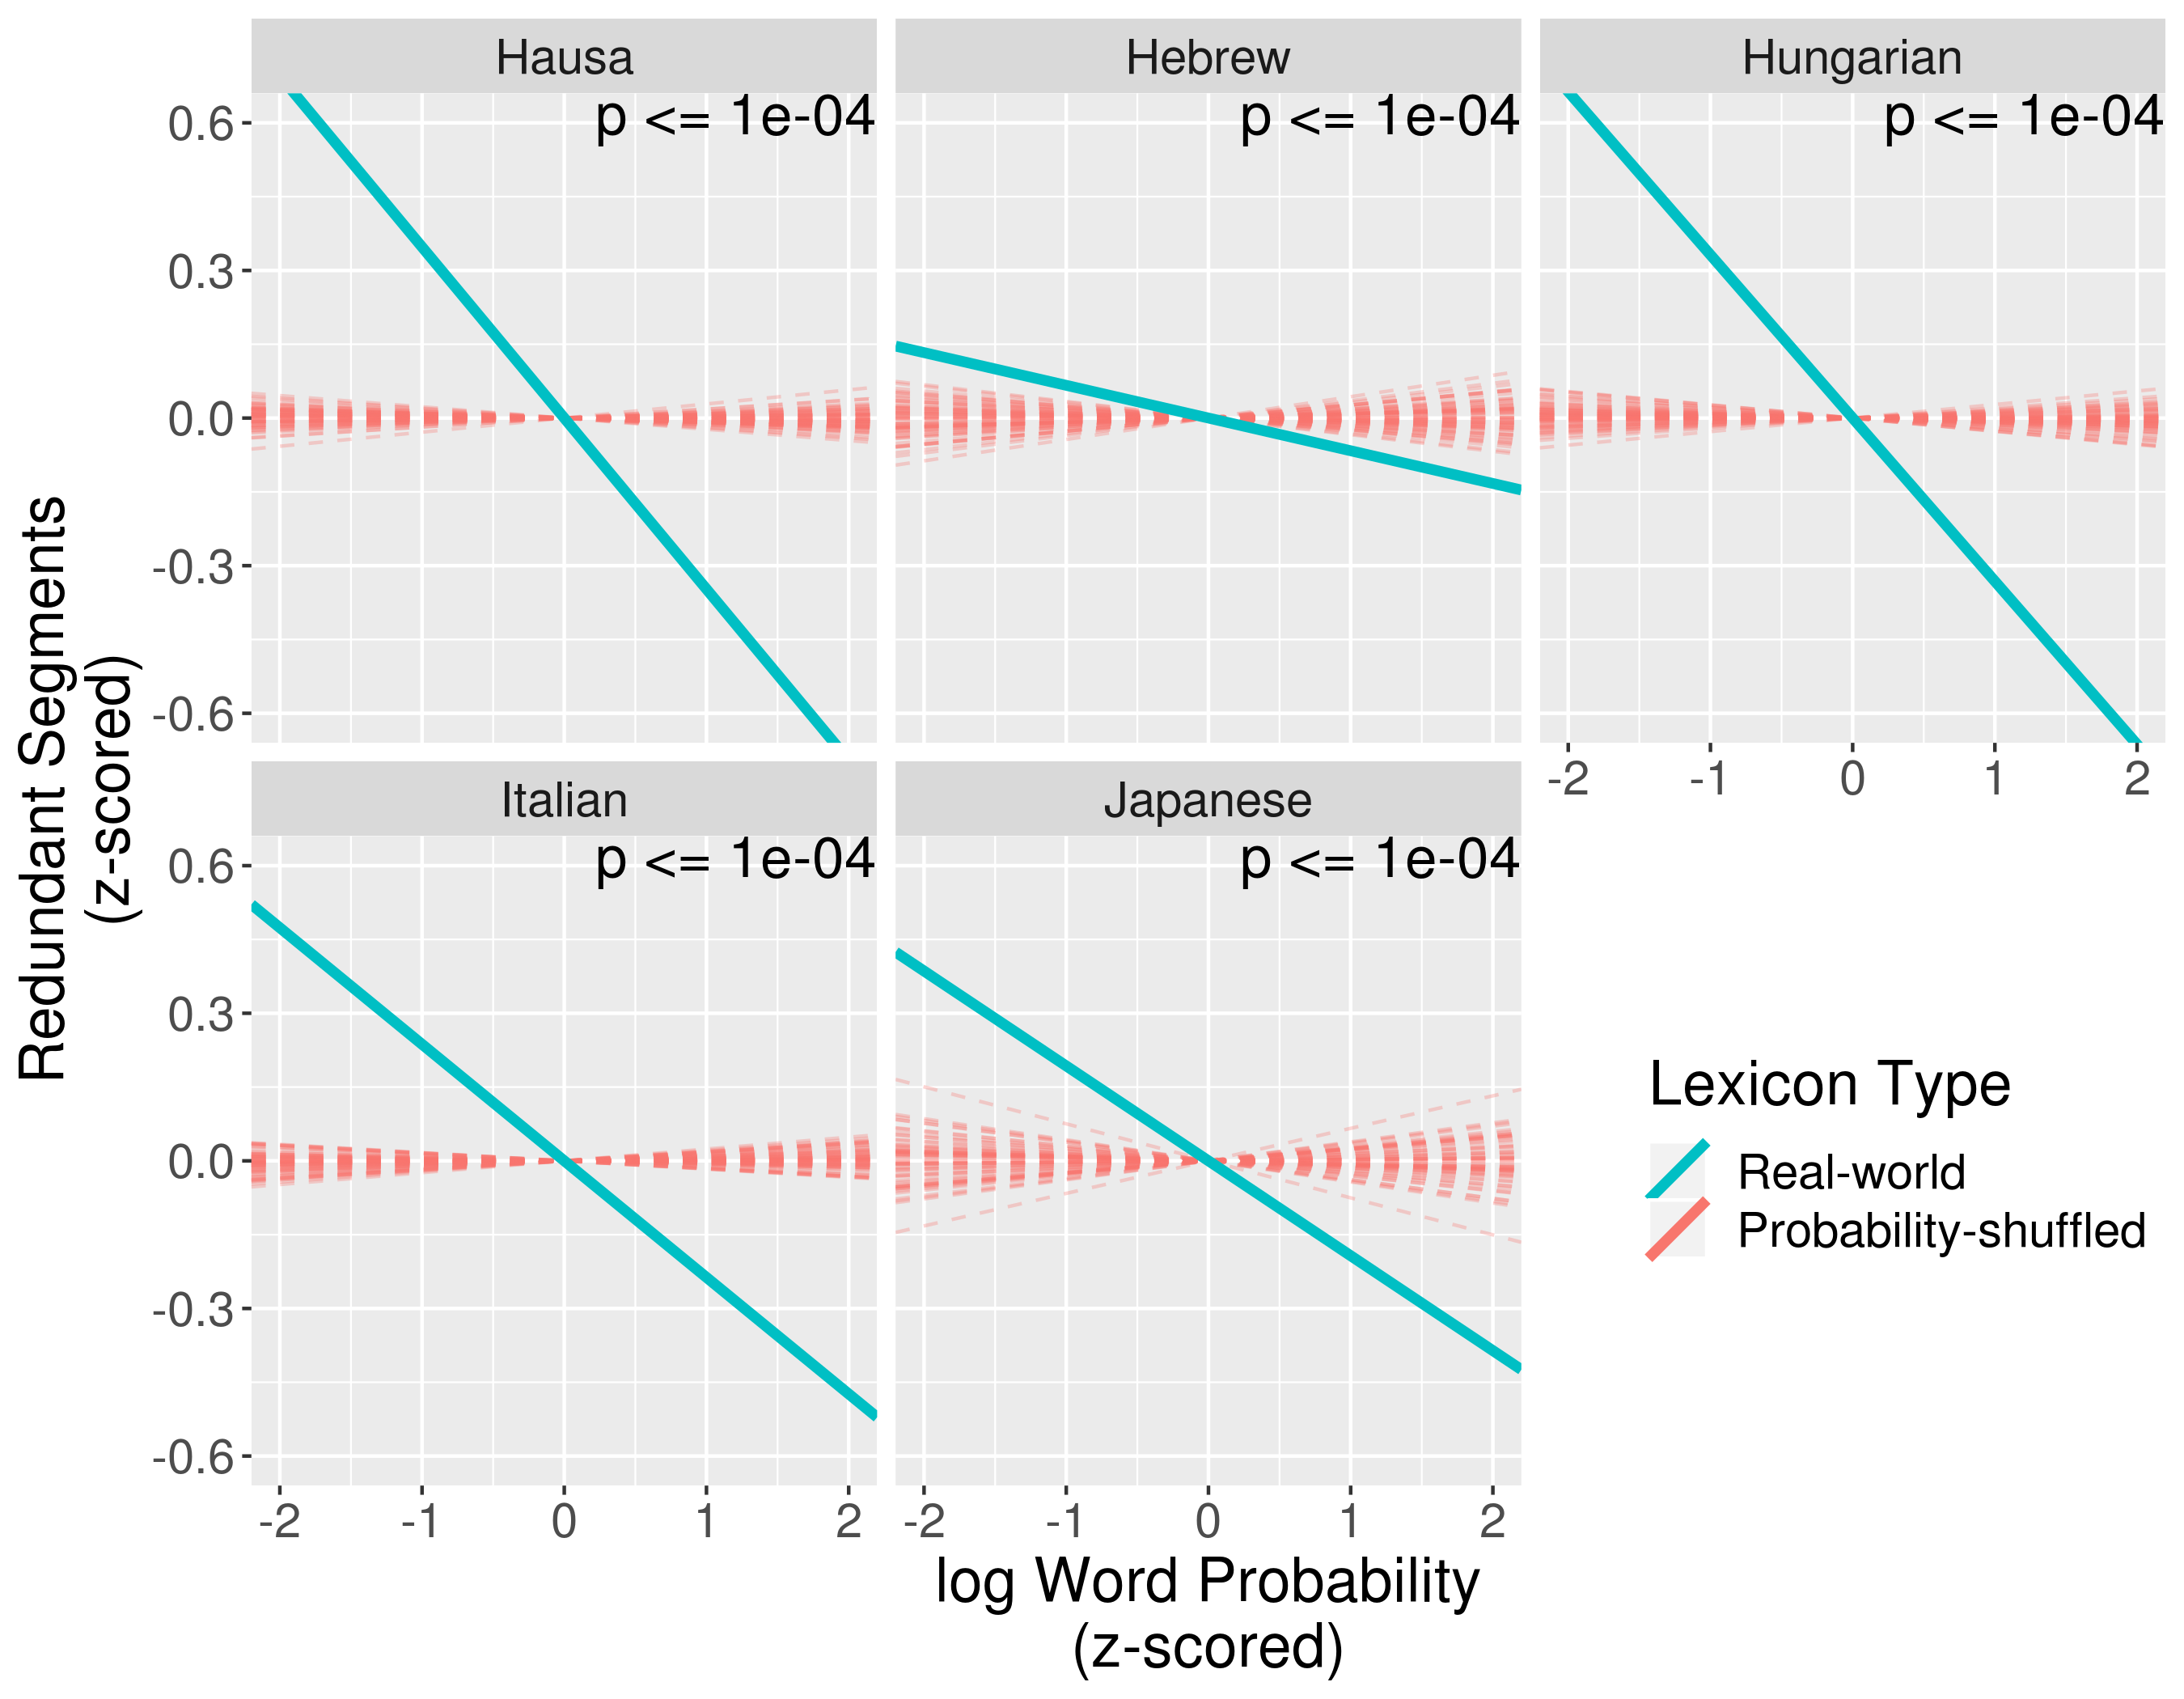 Hausa
Hebrew
Hungarian
p <= 1e-04
p <= 1e-04
p <= 1e-04
0.6
0.3
0.0
-0.3
-0.6
-2 -1 0 1 2
Redundant Segments
(z-scored)
Italian
Japanese
p <= 1e-04
p <= 1e-04
0.6
0.3
0.0
-0.3
-0.6
-2 -1 0 1 2
-2 -1 0 1 2
log Word Probability
(z-scored)
Lexicon Type
Real-world
Probability-shuffled